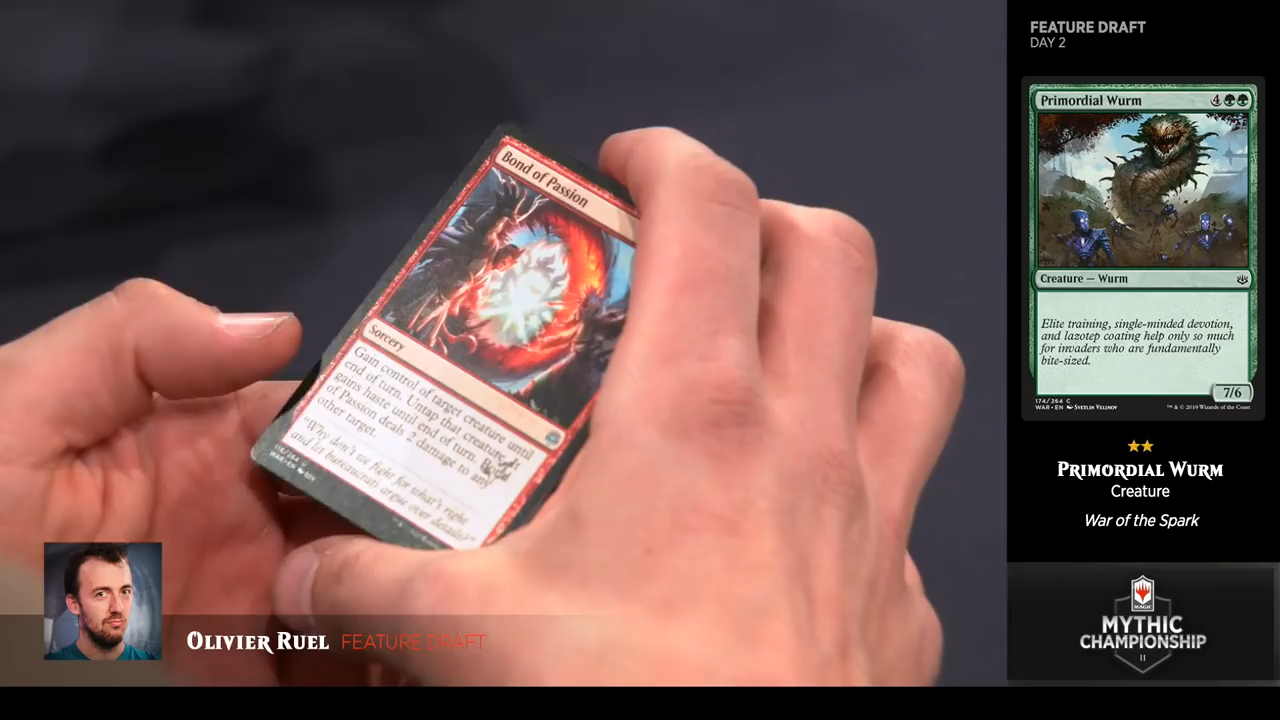 FEATURE DRAFT
DAY 2
Primordial Wurm 4
Creature — Wurm
Elite training, single-minded devotion,
and lazotep coating help only so much
for invaders who are fundamentally
bite-sized.
7/6
174/264 C
WAR • EN SVETLIN VELINOV ™ & © 2019 Wizards of the Coast
PRIMORDIAL WURM
Creature
War of the Spark
MAGIC
MYTHIC
CHAMPIONSHIP
II
Bond of Passion
Sorcery
Gain control of target creature until
end of turn. Untap that creature. It
gains haste until end of turn. Bond
of Passion deals 2 damage to any
other target.
"Why don't we fight for what's right
and let bureaucrats argue over details?"
WAR • EN
OLIVIER RUEL FEATURE DRAFT